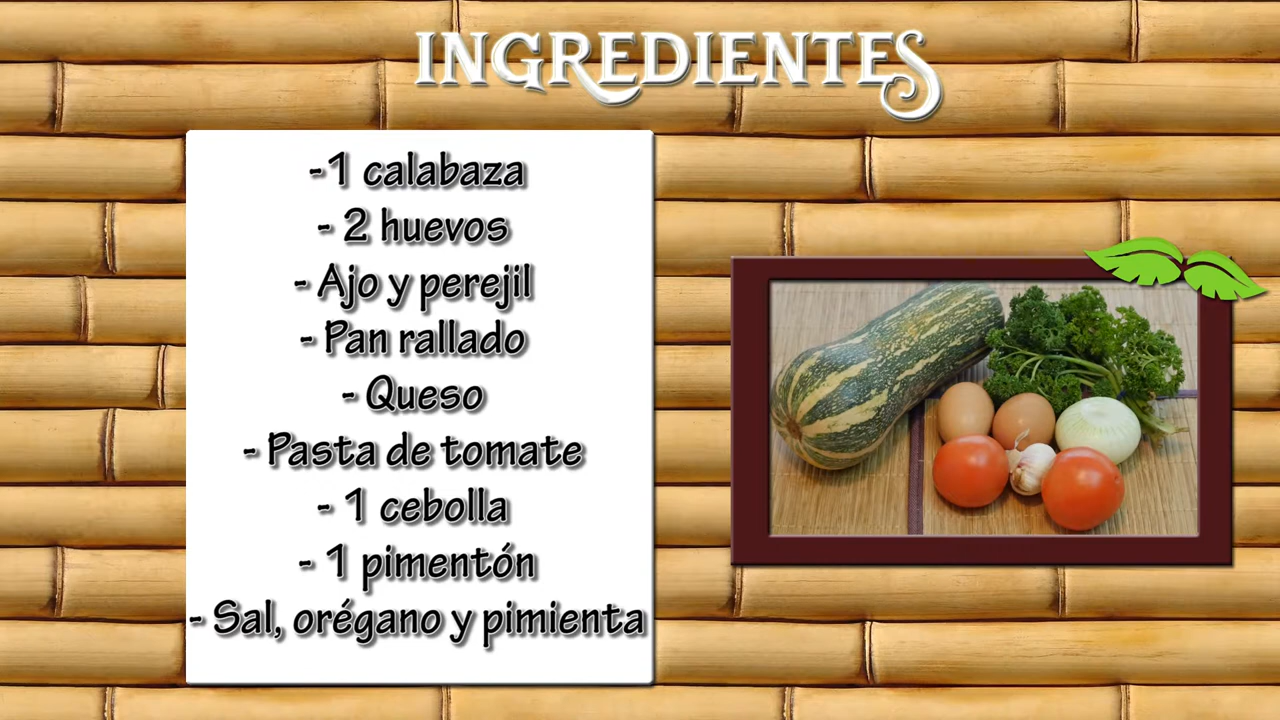 INGREDIENTES
-1 calabaza
- 2 huevos
- Ajo y perejil
- Pan rallado
- Queso
- Pasta de tomate
- 1 cebolla
- 1 pimentón
- Sal, orégano y pimienta